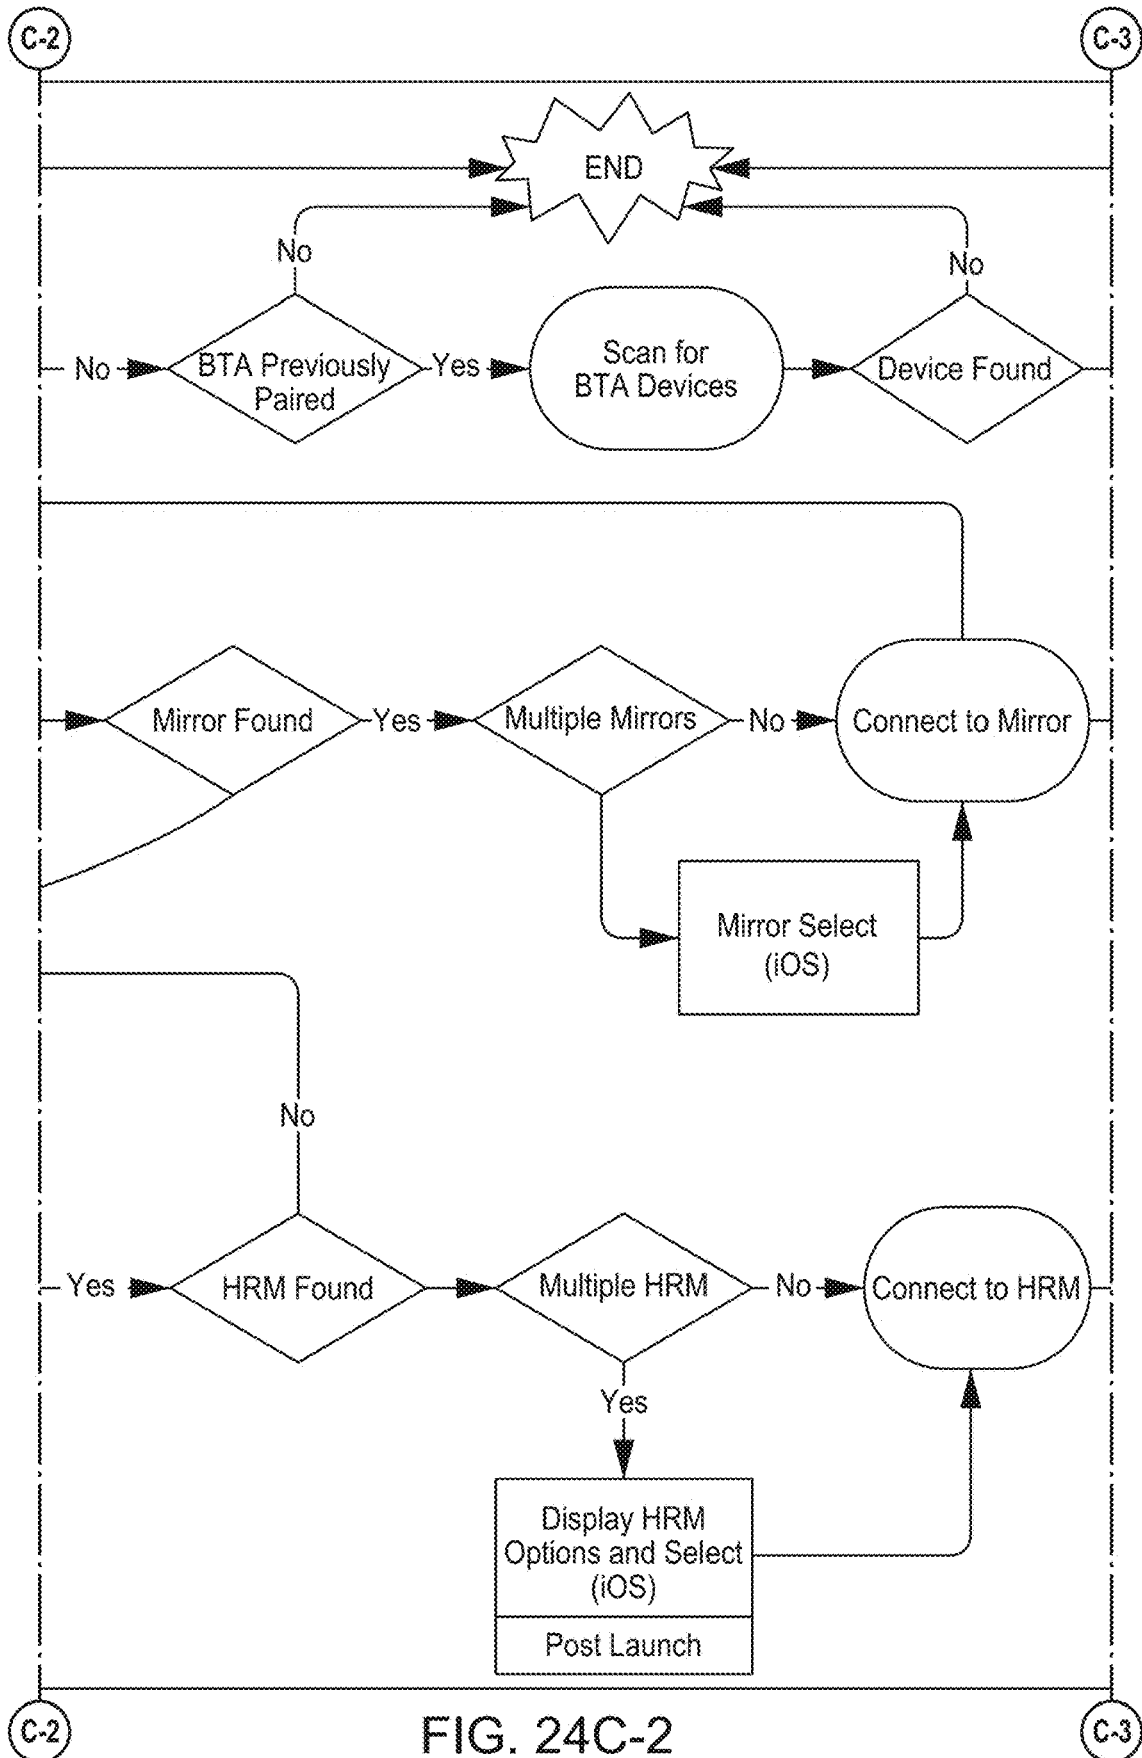 C-2
C-3
END
No
No
No
BTA Previously
Paired
Yes
Scan for
BTA Devices
Device Found
Mirror Found
Yes
Multiple Mirrors
No
Connect to Mirror
Mirror Select
(iOS)
No
Yes
HRM Found
Multiple HRM
No
Connect to HRM
Yes
Display HRM
Options and Select
(iOS)
Post Launch
C-2
FIG. 24C-2
C-3